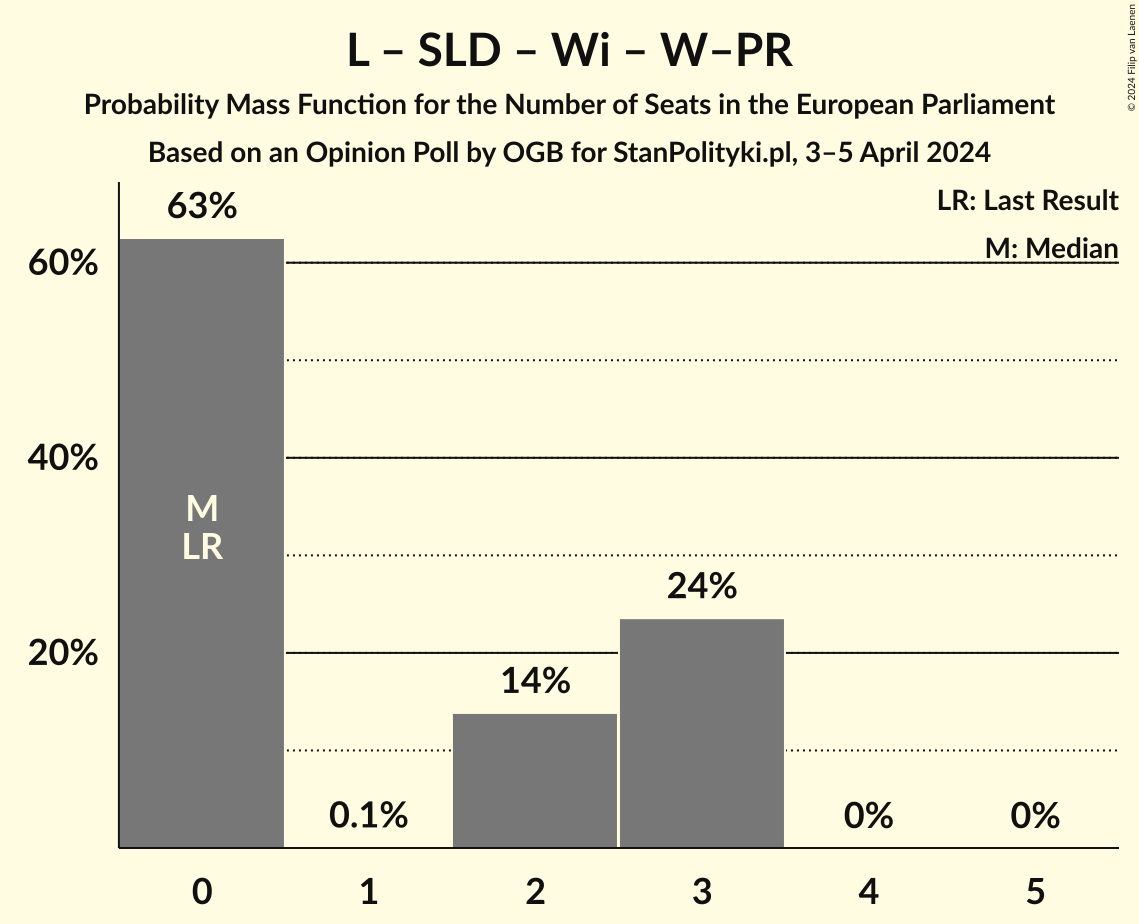 L – SLD – Wi – W–PR
Probability Mass Function for the Number of Seats in the European Parliament
Based on an Opinion Poll by OGB for StanPolityki.pl, 3–5 April 2024
© 2024 Filip van Laenen
LR: Last Result
M: Median
63%
60%
40%
20%
M
LR
24%
14%
0.1%
0%
0%
0
1
2
3
4
5